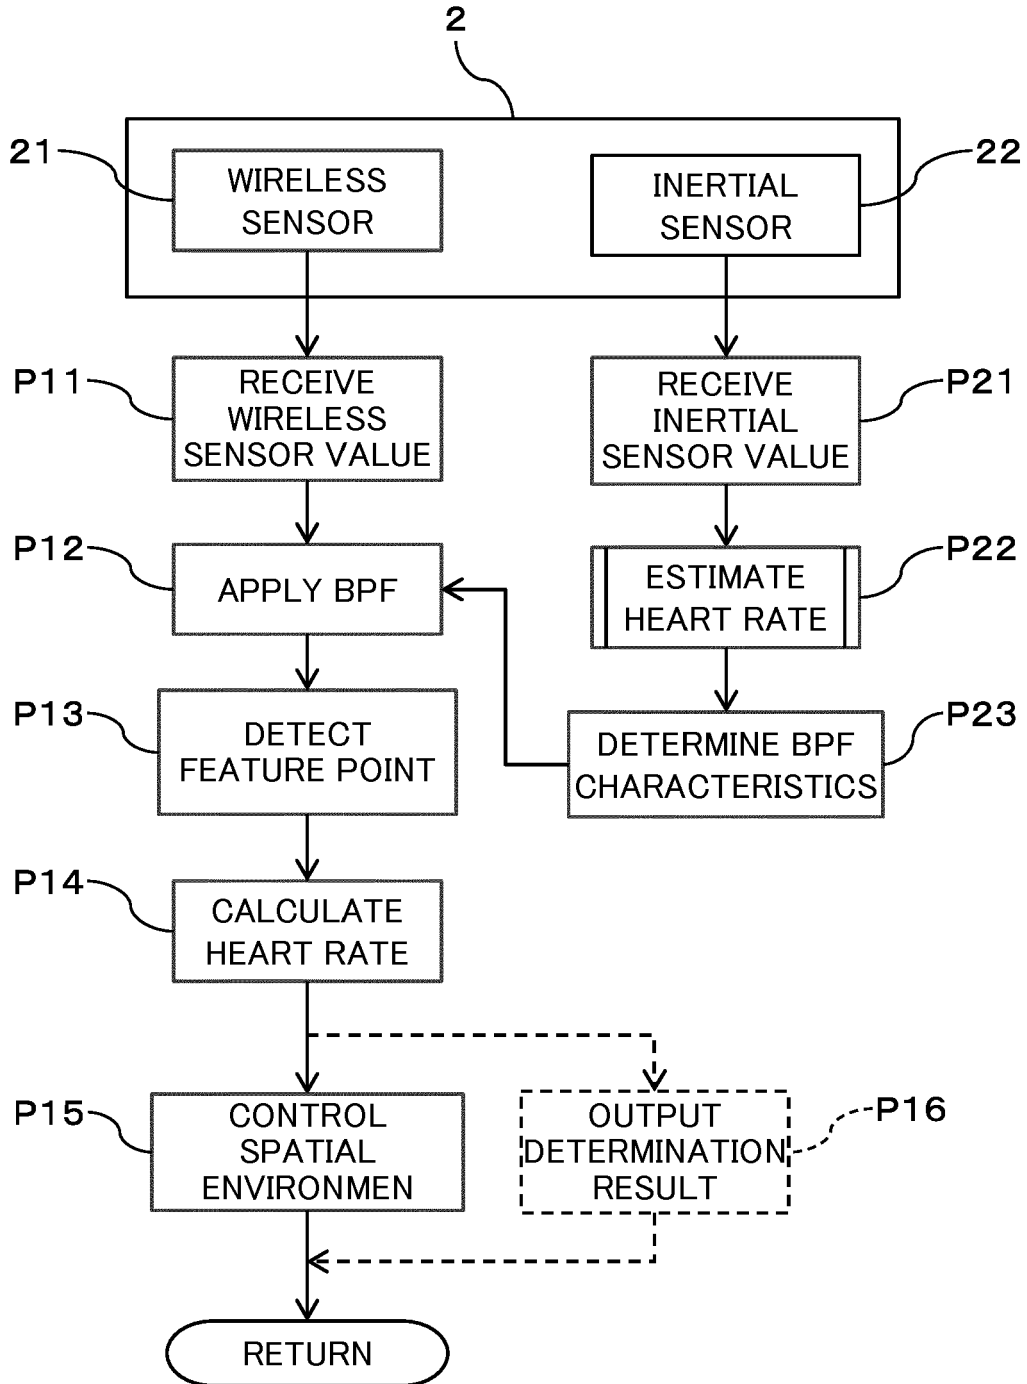 2
21
WIRELESS
SENSOR
INERTIAL
SENSOR
22
P11
RECEIVE
WIRELESS
SENSOR VALUE
RECEIVE
INERTIAL
SENSOR VALUE
P21
P12
APPLY BPF
ESTIMATE
HEART RATE
P22
P13
DETECT
FEATURE POINT
DETERMINE BPF
CHARACTERISTICS
P23
P14
CALCULATE
HEART RATE
P15
CONTROL
SPATIAL
ENVIRONMEN
OUTPUT
DETERMINATION
RESULT
P16
RETURN